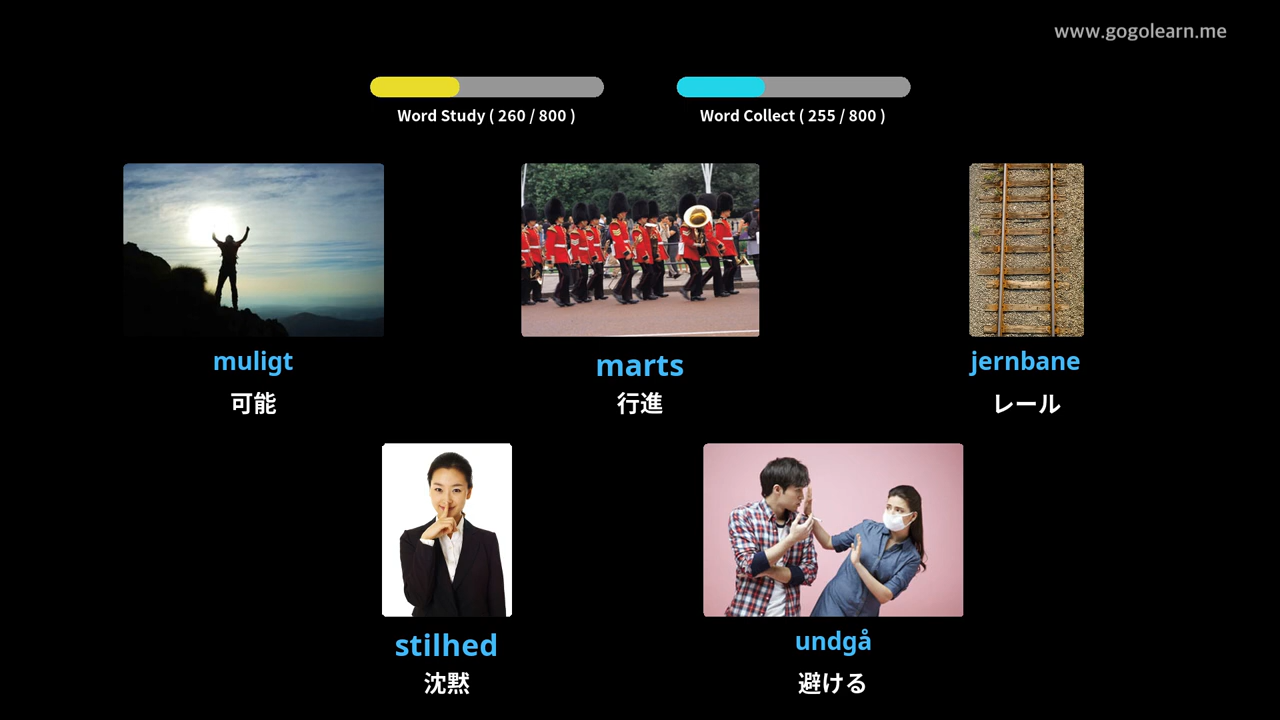 www.gogolearn.me
Word Study ( 260 / 800 )
Word Collect ( 255 / 800 )
muligt
可能
marts
行進
jernbane
レール
stilhed
沈黙
undgå
避ける